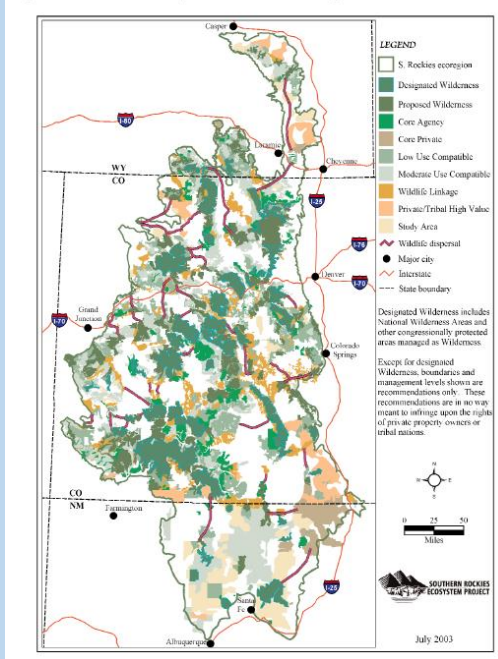 Casper
I-80
Laramie
Cheyenne
WY
CO
I-25
I-76
Denver
I-70
Grand
Junction
I-70
Colorado
Springs
CO
NM
Farmington
I-25
Santa
Fe
Albuquerque
LEGEND
S. Rockies ecoregion
Designated Wilderness
Proposed Wilderness
Core Agency
Core Private
Low Use Compatible
Moderate Use Compatible
Wildlife Linkage
Private/Tribal High Value
Study Area
Wildlife dispersal
Major city
Interstate
State boundary
Designated Wilderness includes
National Wilderness Areas and
other congressionally protected
areas managed as Wilderness.
Except for designated
Wilderness, boundaries and
management levels shown are
recommendations only. These
recommendations are in no way
meant to infringe upon the rights
of private property owners or
tribal nations.
N
W E
S
0 25 50
Miles
SOUTHERN ROCKIES
ECOSYSTEM PROJECT
July 2003